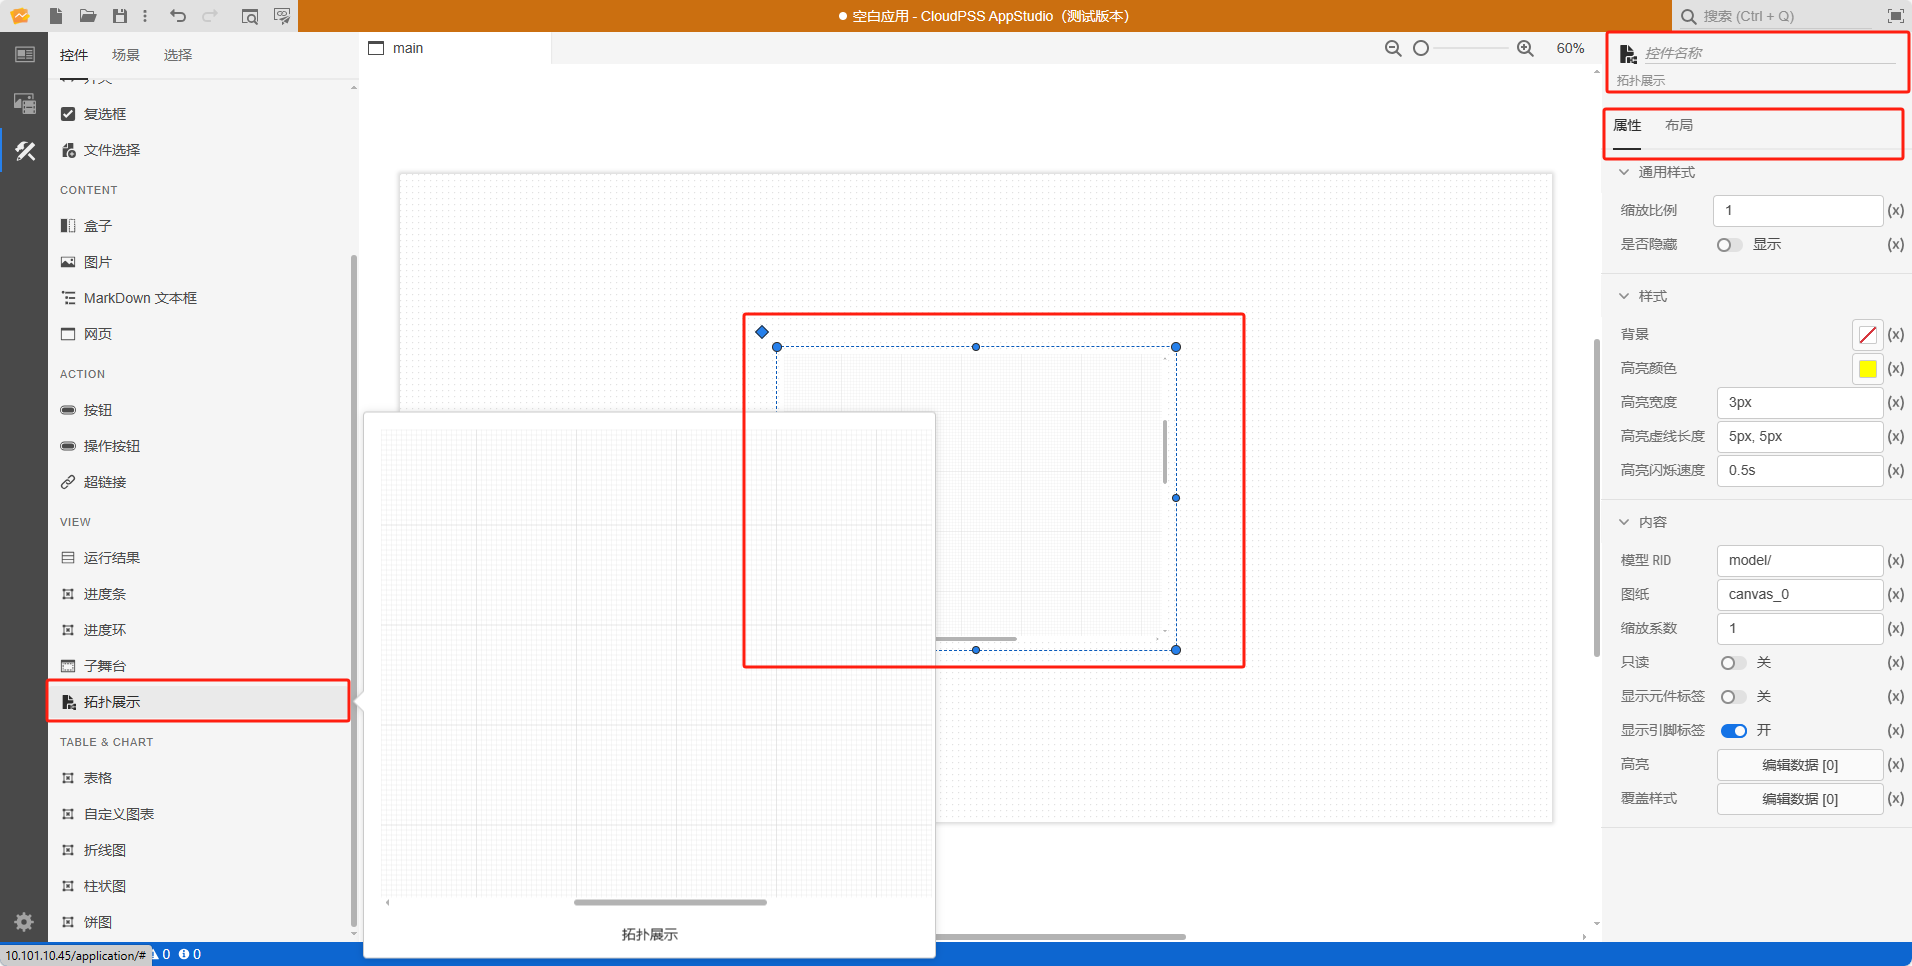 空白应用 - CloudPSS AppStudio（测试版本）
搜索 (Ctrl + Q)
控件
场景
选择
复选框
文件选择
CONTENT
盒子
图片
MarkDown 文本框
网页
ACTION
按钮
操作按钮
超链接
VIEW
运行结果
进度条
进度环
子舞台
拓扑展示
TABLE & CHART
表格
自定义图表
折线图
柱状图
饼图
10.101.10.45/application/#
0
0
main
60%
拓扑展示
控件名称
拓扑展示
属性
布局
通用样式
缩放比例
1
(x)
是否隐藏
显示
(x)
样式
背景
(x)
高亮颜色
(x)
高亮宽度
3px
(x)
高亮虚线长度
5px, 5px
(x)
高亮闪烁速度
0.5s
(x)
内容
模型 RID
model/
(x)
图纸
canvas_0
(x)
缩放系数
1
(x)
只读
关
(x)
显示元件标签
关
(x)
显示引脚标签
开
(x)
高亮
编辑数据 [0]
(x)
覆盖样式
编辑数据 [0]
(x)